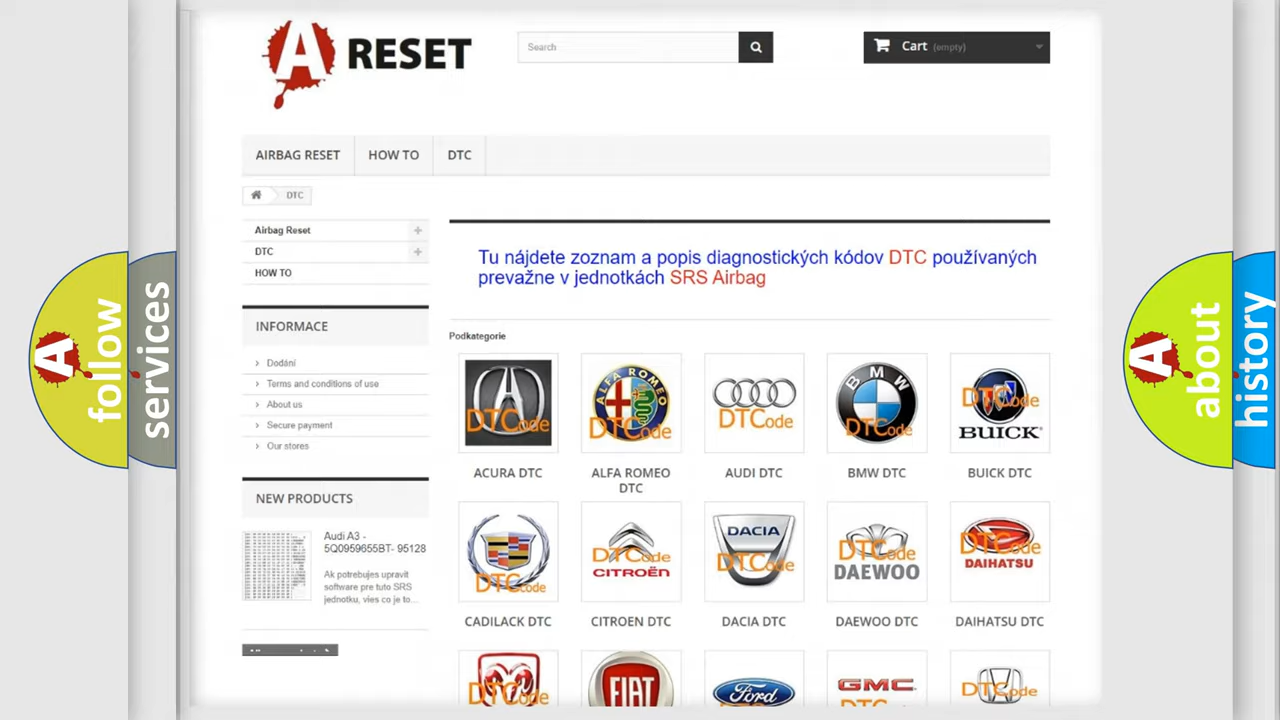 A RESET
Search
Cart (empty)
AIRBAG RESET
HOW TO
DTC
DTC
Airbag Reset
DTC
HOW TO
INFORMACE
Dodání
Terms and conditions of use
About us
Secure payment
Our stores
NEW PRODUCTS
Audi A3 -
5Q0959655BT- 95128
Ak potrebujes upravit
software pre tuto SRS
jednotku, vies co je to...
Tu nájdete zoznam a popis diagnostických kódov DTC používaných
prevažne v jednotkách SRS Airbag
Podkategorie
DTCode
ALFA ROMEO
DTCode
DTCode
BMW
DTCode
DTCode
BUICK
ACURA DTC
ALFA ROMEO
DTC
AUDI DTC
BMW DTC
BUICK DTC
DTCode
DTCode
CITROËN
DACIA
DTCode
DTCode
DAEWOO
DTCode
DAIHATSU
CADILACK DTC
CITROEN DTC
DACIA DTC
DAEWOO DTC
DAIHATSU DTC
DTCode
FIAT
Ford
GMC
DTCode
A follow
services
A about
history